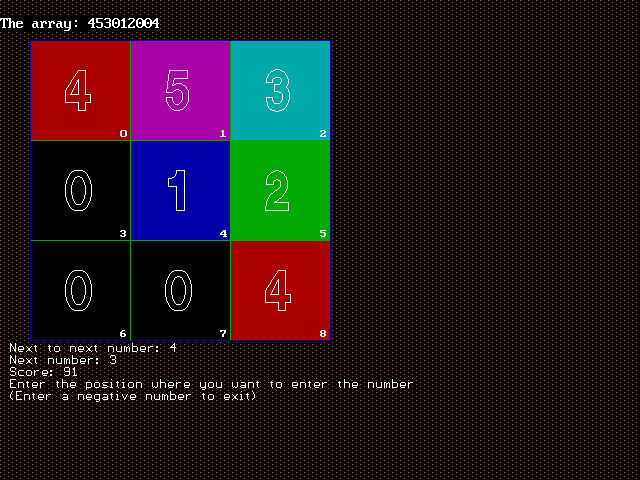 The array: 453012004
4 5 3
0 1 2
0 1 2
3 4 5
0 0 4
6 7 8
Next to next number: 4
Next number: 3
Score: 91
Enter the position where you want to enter the number
(Enter a negative number to exit)